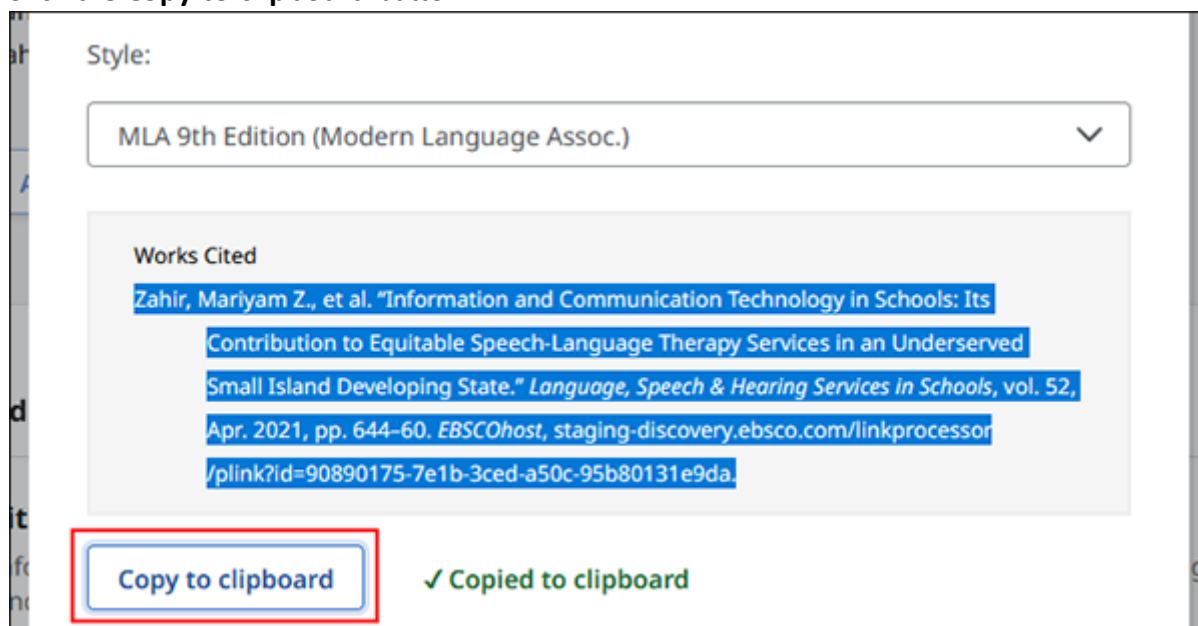 Style:
MLA 9th Edition (Modern Language Assoc.)
Works Cited
Zahir, Mariyam Z., et al. “Information and Communication Technology in Schools: Its
Contribution to Equitable Speech-Language Therapy Services in an Underserved
Small Island Developing State.” Language, Speech & Hearing Services in Schools, vol. 52,
Apr. 2021, pp. 644–60. EBSCOhost, staging-discovery.ebsco.com/linkprocessor
/plink?id=90890175-7e1b-3ced-a50c-95b80131e9da.
Copy to clipboard
✓ Copied to clipboard